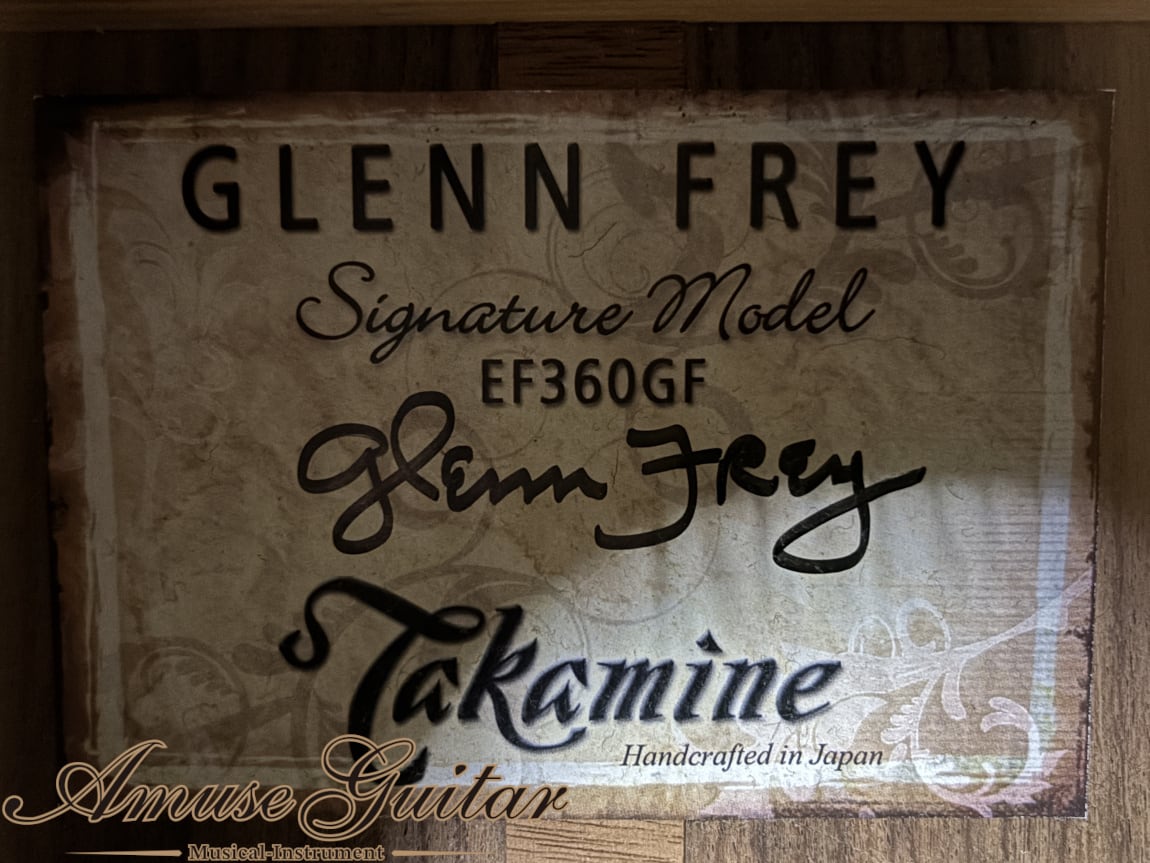 GLENN FREY
Signature Model
EF360GF
Glenn Frey
Takamine
Handcrafted in Japan
Amuse Guitar
Musical-Instrument